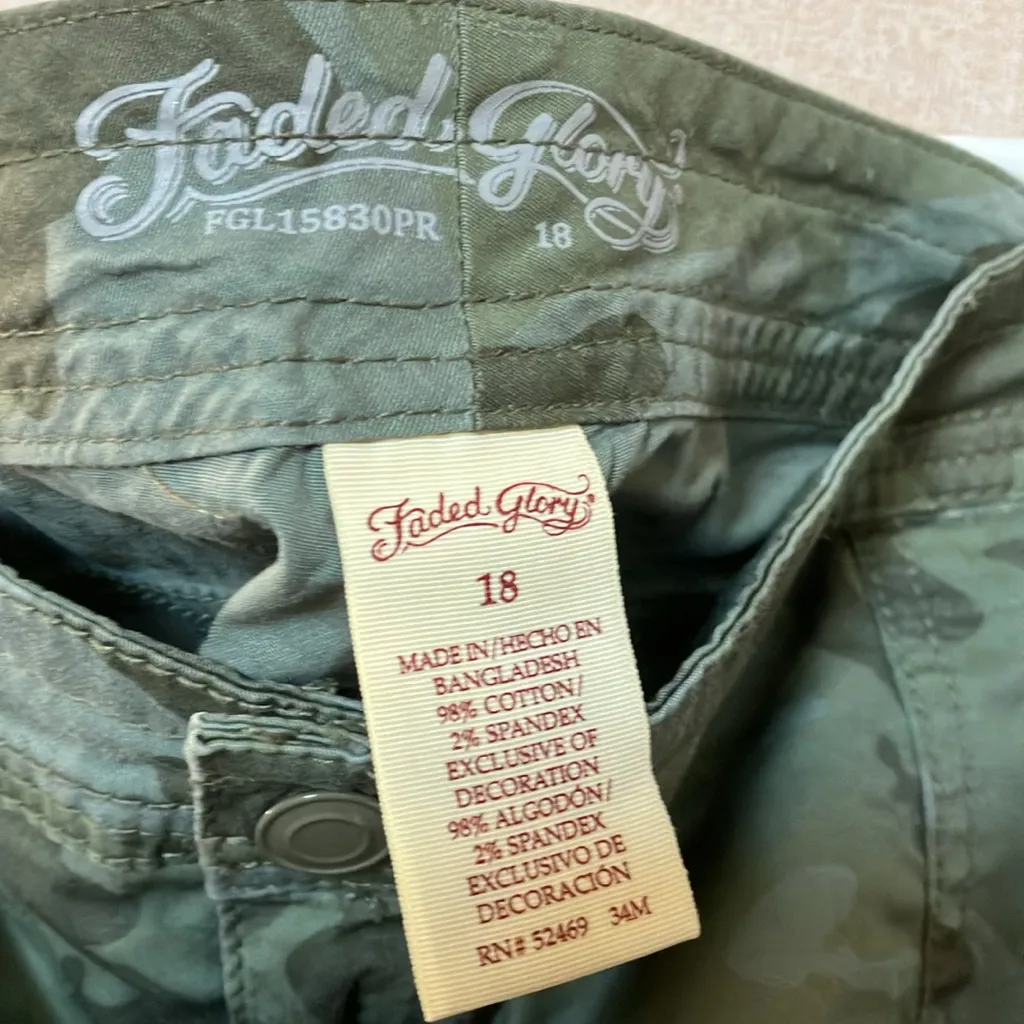 Faded Glory
FGL15830PR 18
Faded Glory
18
MADE IN/HECHO EN
BANGLADESH
98% COTTON/
2% SPANDEX
EXCLUSIVE OF
DECORATION
98% ALGODÓN/
2% SPANDEX
EXCLUSIVO DE
DECORACIÓN
RN# 52469 34M